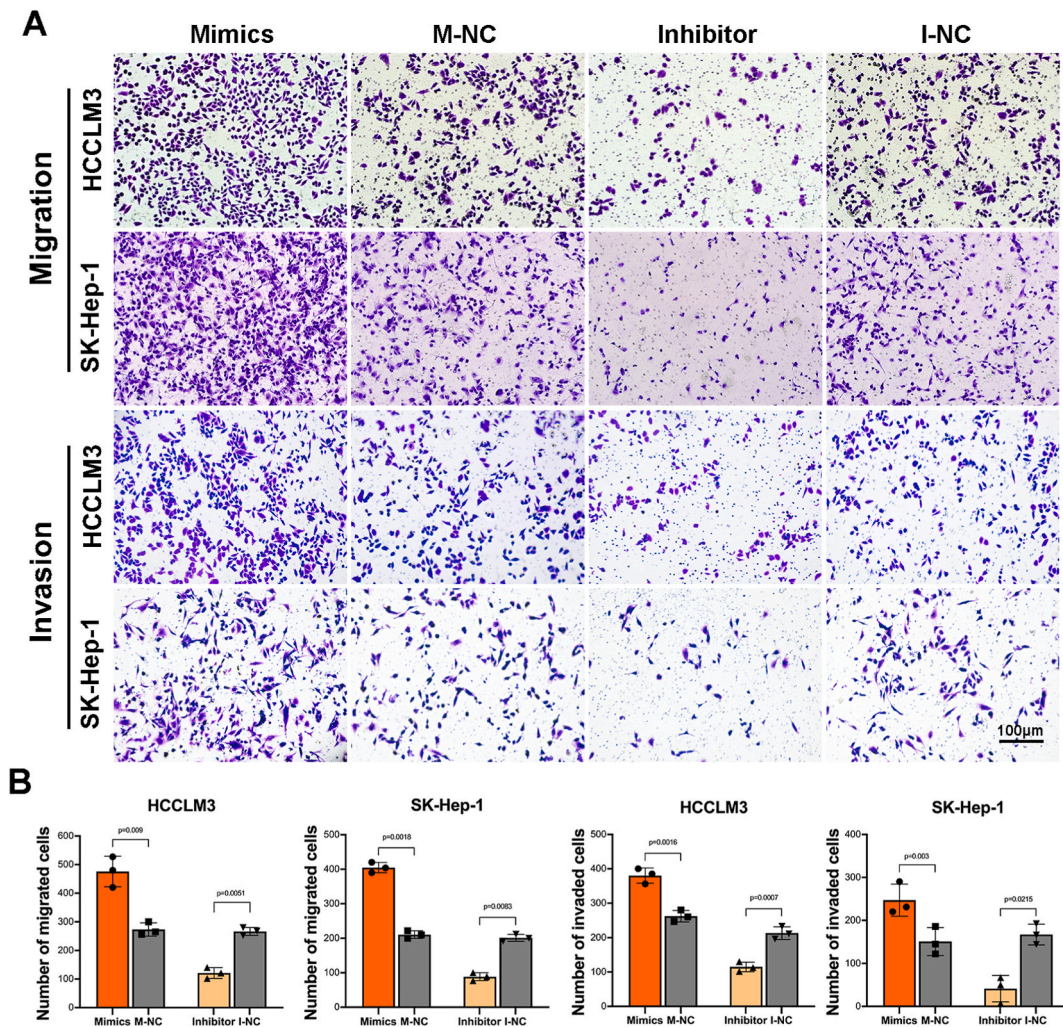 A
Mimics M-NC Inhibitor I-NC
Migration
HCCLM3
SK-Hep-1
Invasion
HCCLM3
SK-Hep-1
100μm
B
HCCLM3
Number of migrated cells
600
500
400
300
200
100
0
p=0.009
p=0.0051
Mimics M-NC Inhibitor I-NC
SK-Hep-1
Number of migrated cells
500
400
300
200
100
0
p=0.0018
p=0.0083
Mimics M-NC Inhibitor I-NC
HCCLM3
Number of invaded cells
500
400
300
200
100
0
p=0.0016
p=0.0007
Mimics M-NC Inhibitor I-NC
SK-Hep-1
Number of invaded cells
400
300
200
100
0
p=0.003
p=0.0215
Mimics M-NC Inhibitor I-NC